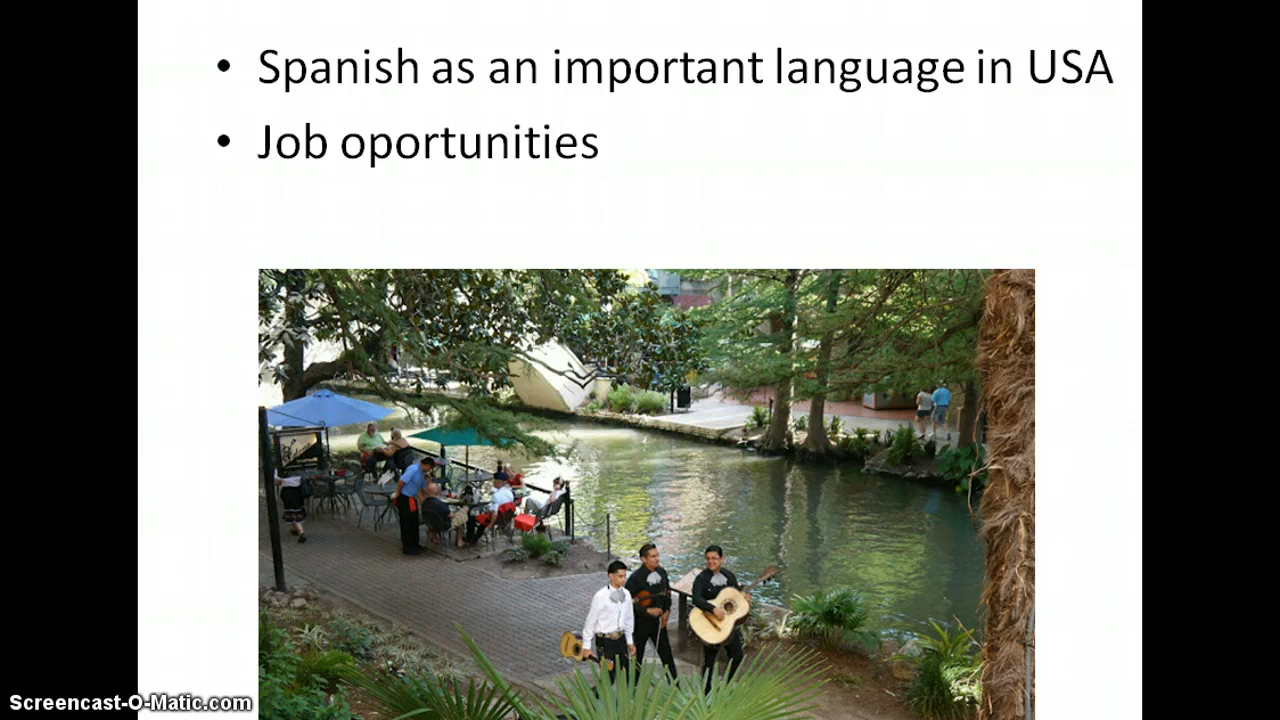 • Spanish as an important language in USA
• Job oportunities
Screencast-O-Matic.com